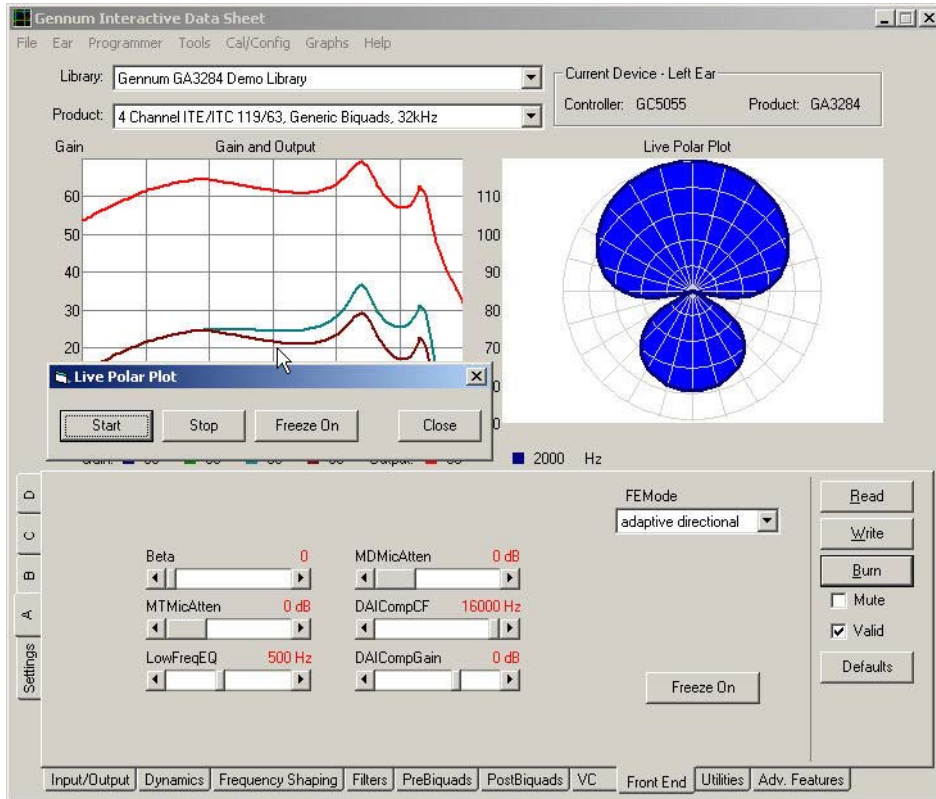 Gennum Interactive Data Sheet
File Ear Programmer Tools Cal/Config Graphs Help
Library: Gennum GA3284 Demo Library
Product: 4 Channel ITE/ITC 119/63, Generic Biquads, 32kHz
Current Device - Left Ear
Controller: GC5055 Product: GA3284
Gain Gain and Output
60
50
40
30
20
110
100
90
80
70
0
0
Live Polar Plot
Live Polar Plot
Start Stop Freeze On Close
2000 Hz
D
C
B
A
Settings
FEMode
adaptive directional
Beta 0
MDMicAtten 0 dB
MTMicAtten 0 dB
DAICompCF 16000 Hz
LowFreqEQ 500 Hz
DAICompGain 0 dB
Freeze On
Read
Write
Burn
Mute
Valid
Defaults
Input/Output Dynamics Frequency Shaping Filters PreBiquads PostBiquads VC Front End Utilities Adv. Features